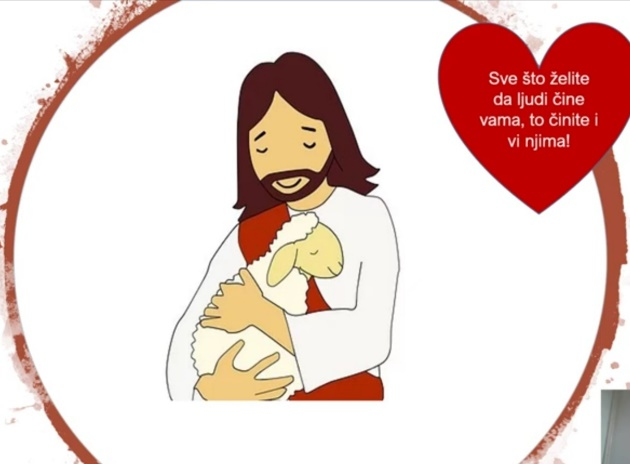 Sve što želite
da ljudi čine
vama, to činite i
vi njima!